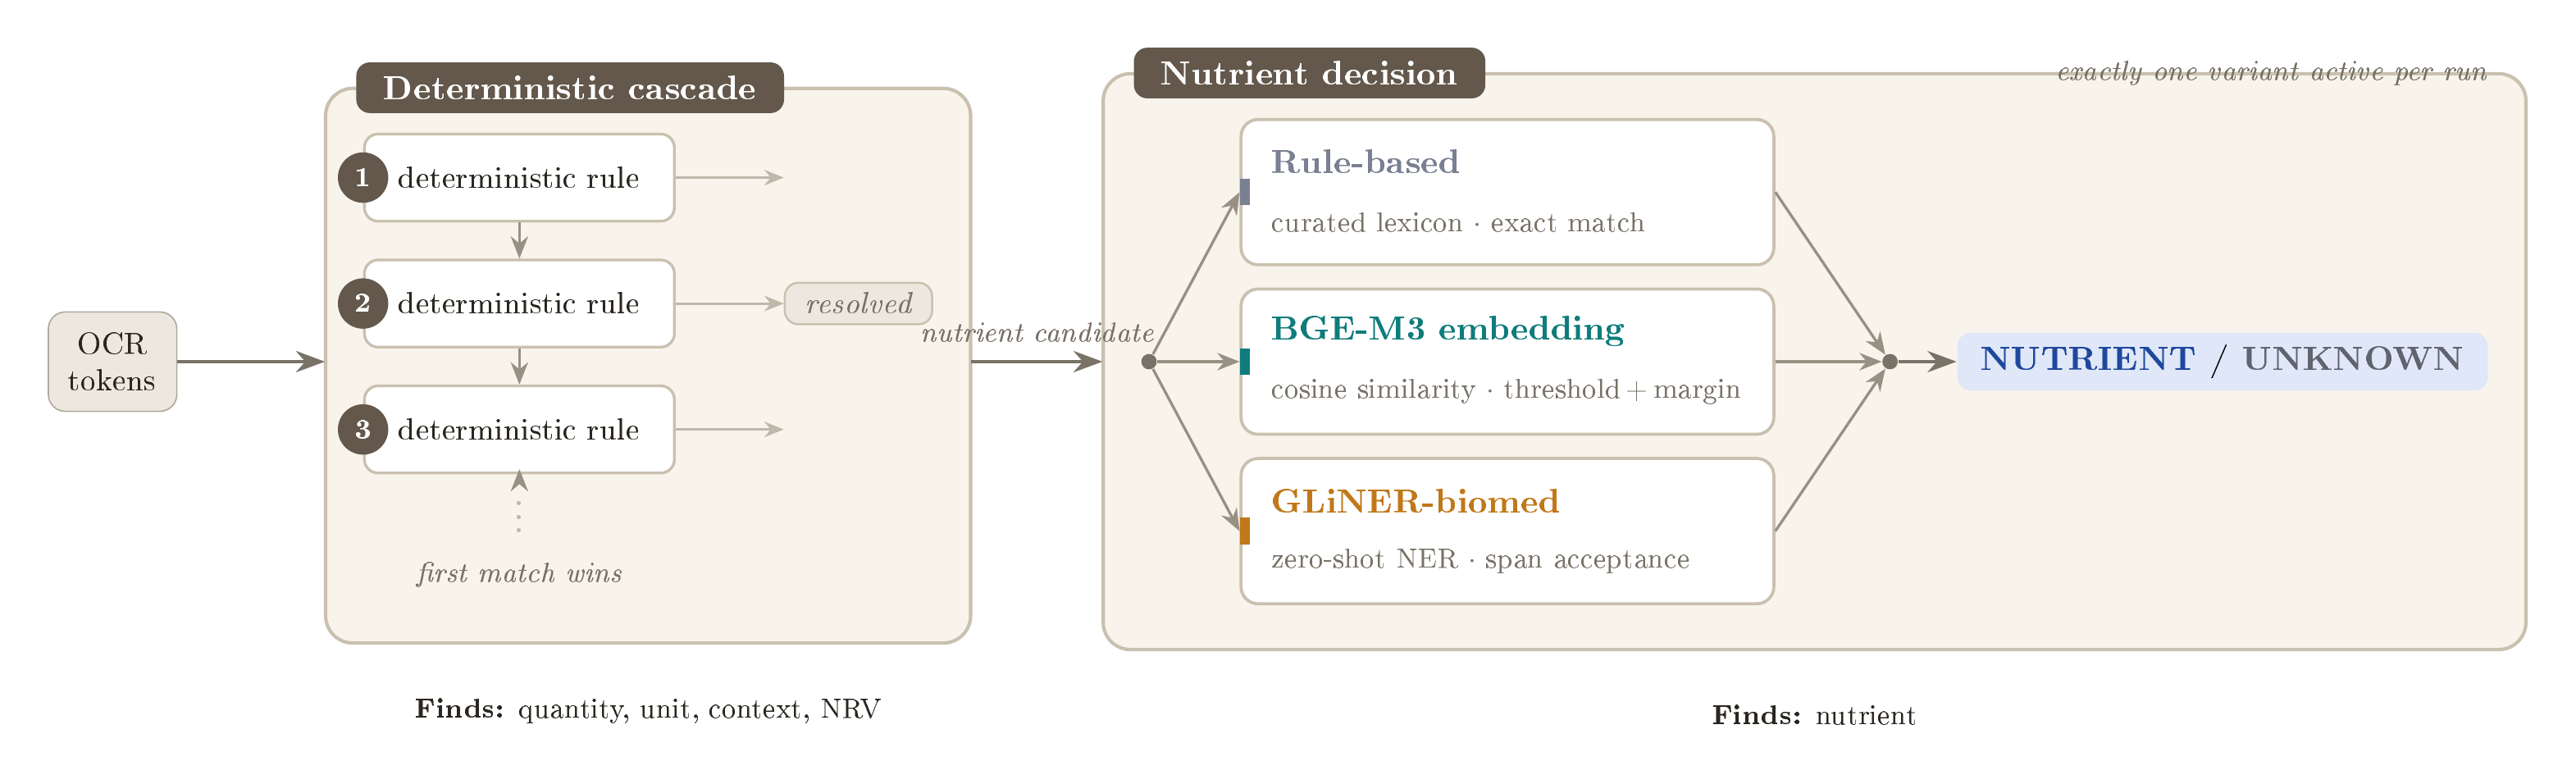 Deterministic cascade
1 deterministic rule
2 deterministic rule
resolved
3 deterministic rule
first match wins
OCR
tokens
nutrient candidate
Nutrient decision
exactly one variant active per run
Rule-based
curated lexicon · exact match
BGE-M3 embedding
cosine similarity · threshold + margin
GLiNER-biomed
zero-shot NER · span acceptance
NUTRIENT / UNKNOWN
Finds: quantity, unit, context, NRV
Finds: nutrient